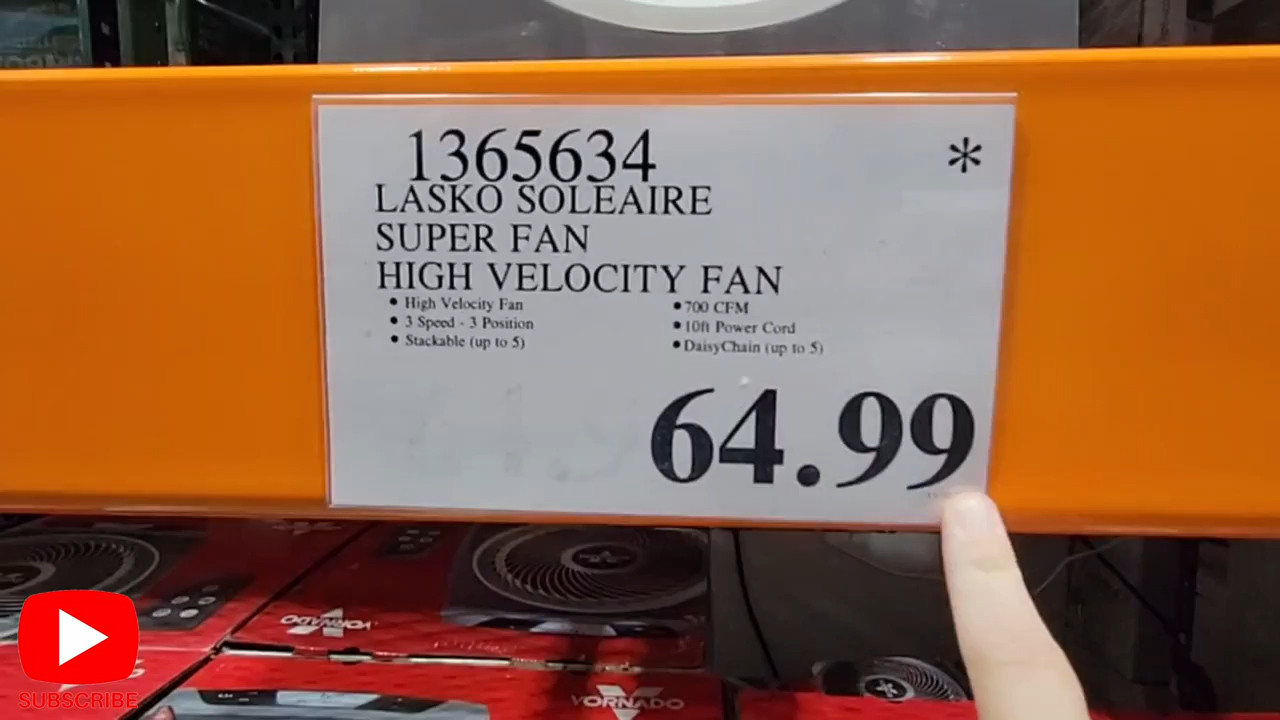 1365634
*
LASKO SOLEAIRE
SUPER FAN
HIGH VELOCITY FAN
• High Velocity Fan
• 3 Speed - 3 Position
• Stackable (up to 5)
• 700 CFM
• 10ft Power Cord
• DaisyChain (up to 5)
64.99
VORNADO
VORNADO
SUBSCRIBE